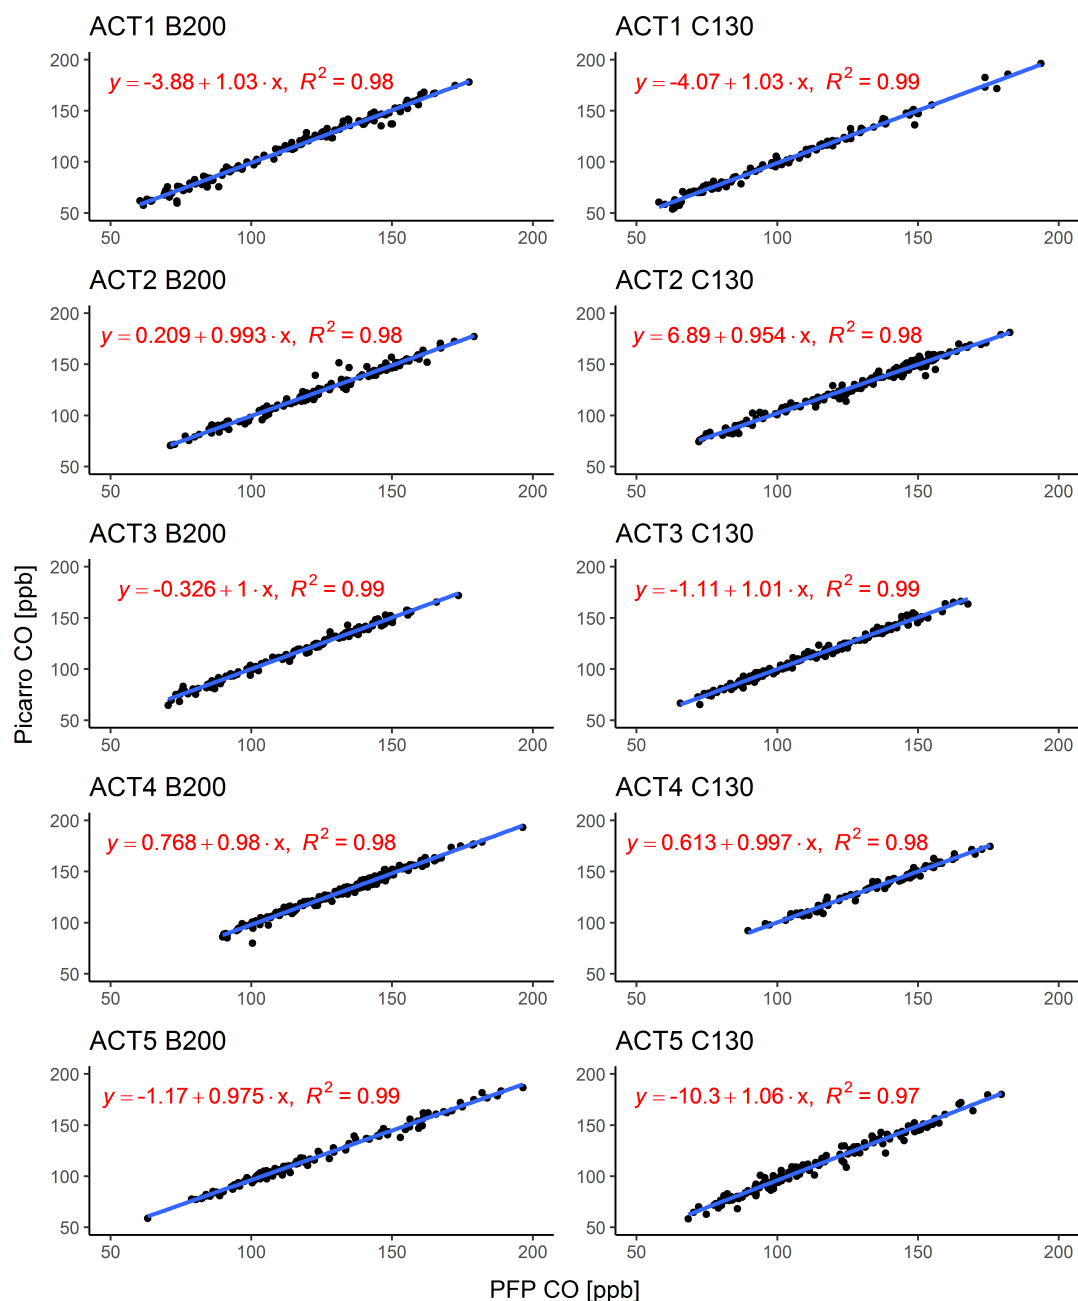 ACT1 B200
y = -3.88 + 1.03 · x, R² = 0.98
200
150
100
50
50 100 150 200
ACT1 C130
y = -4.07 + 1.03 · x, R² = 0.99
200
150
100
50
50 100 150 200
ACT2 B200
y = 0.209 + 0.993 · x, R² = 0.98
200
150
100
50
50 100 150 200
ACT2 C130
y = 6.89 + 0.954 · x, R² = 0.98
200
150
100
50
50 100 150 200
Picarro CO [ppb]
ACT3 B200
y = -0.326 + 1 · x, R² = 0.99
200
150
100
50
50 100 150 200
ACT3 C130
y = -1.11 + 1.01 · x, R² = 0.99
200
150
100
50
50 100 150 200
ACT4 B200
y = 0.768 + 0.98 · x, R² = 0.98
200
150
100
50
50 100 150 200
ACT4 C130
y = 0.613 + 0.997 · x, R² = 0.98
200
150
100
50
50 100 150 200
ACT5 B200
y = -1.17 + 0.975 · x, R² = 0.99
200
150
100
50
50 100 150 200
ACT5 C130
y = -10.3 + 1.06 · x, R² = 0.97
200
150
100
50
50 100 150 200
PFP CO [ppb]